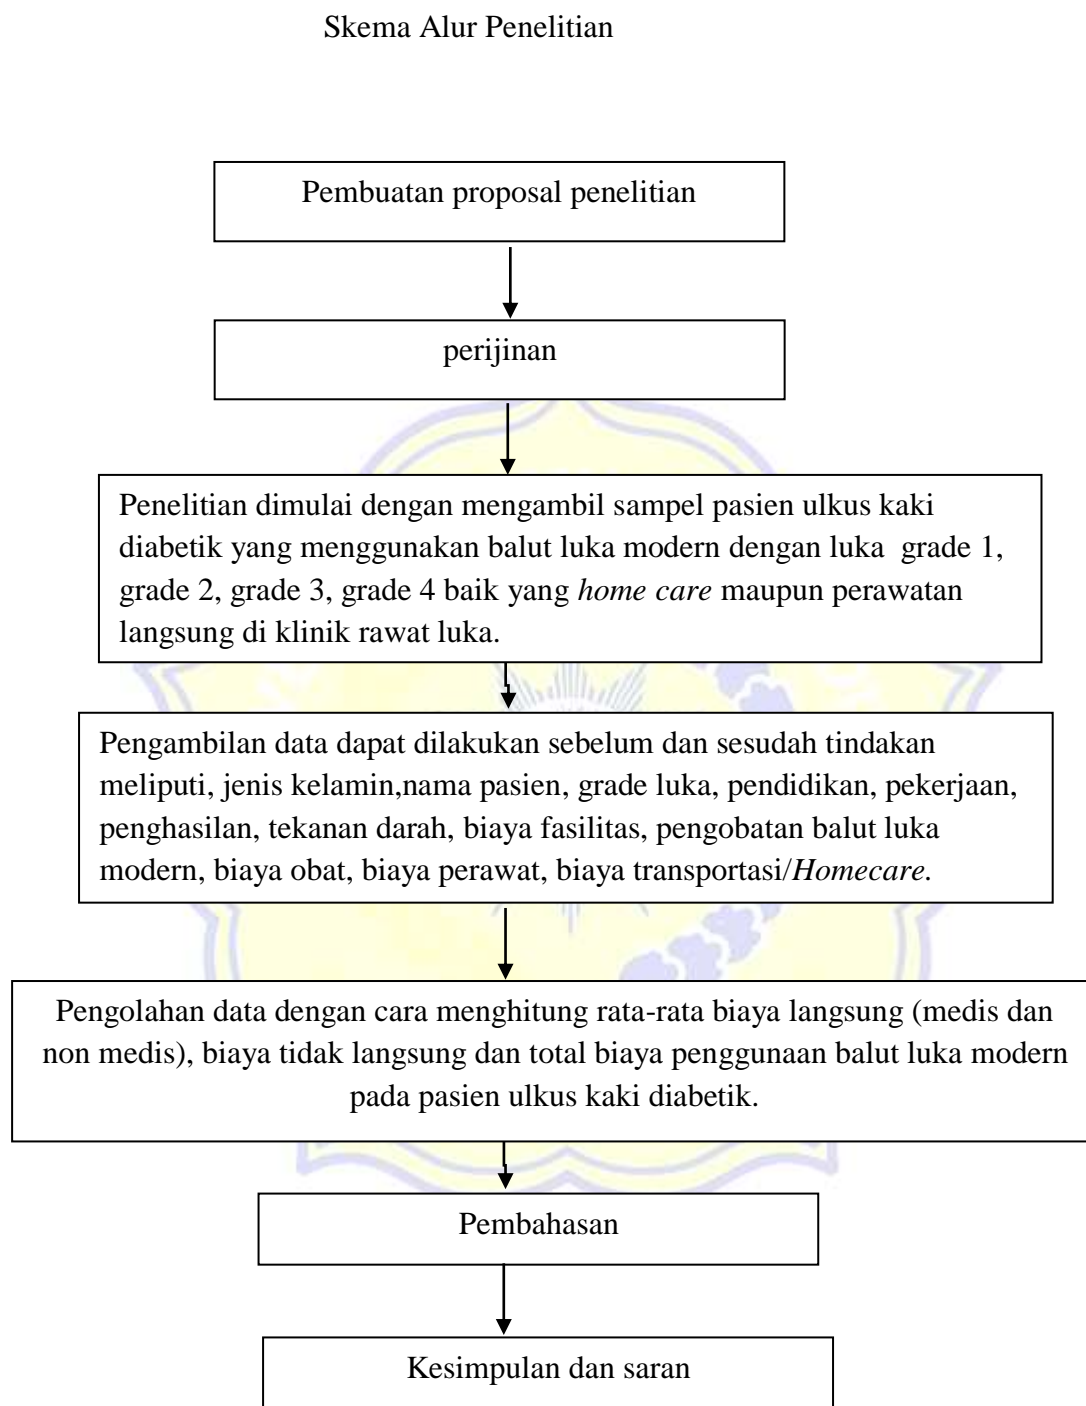 Skema Alur Penelitian
Pembuatan proposal penelitian
perijinan
Penelitian dimulai dengan mengambil sampel pasien ulkus kaki
diabetik yang menggunakan balut luka modern dengan luka  grade 1,
grade 2, grade 3, grade 4 baik yang home care maupun perawatan
langsung di klinik rawat luka.
Pengambilan data dapat dilakukan sebelum dan sesudah tindakan
meliputi, jenis kelamin,nama pasien, grade luka, pendidikan, pekerjaan,
penghasilan, tekanan darah, biaya fasilitas, pengobatan balut luka
modern, biaya obat, biaya perawat, biaya transportasi/Homecare.
Pengolahan data dengan cara menghitung rata-rata biaya langsung (medis dan
non medis), biaya tidak langsung dan total biaya penggunaan balut luka modern
pada pasien ulkus kaki diabetik.
Pembahasan
Kesimpulan dan saran